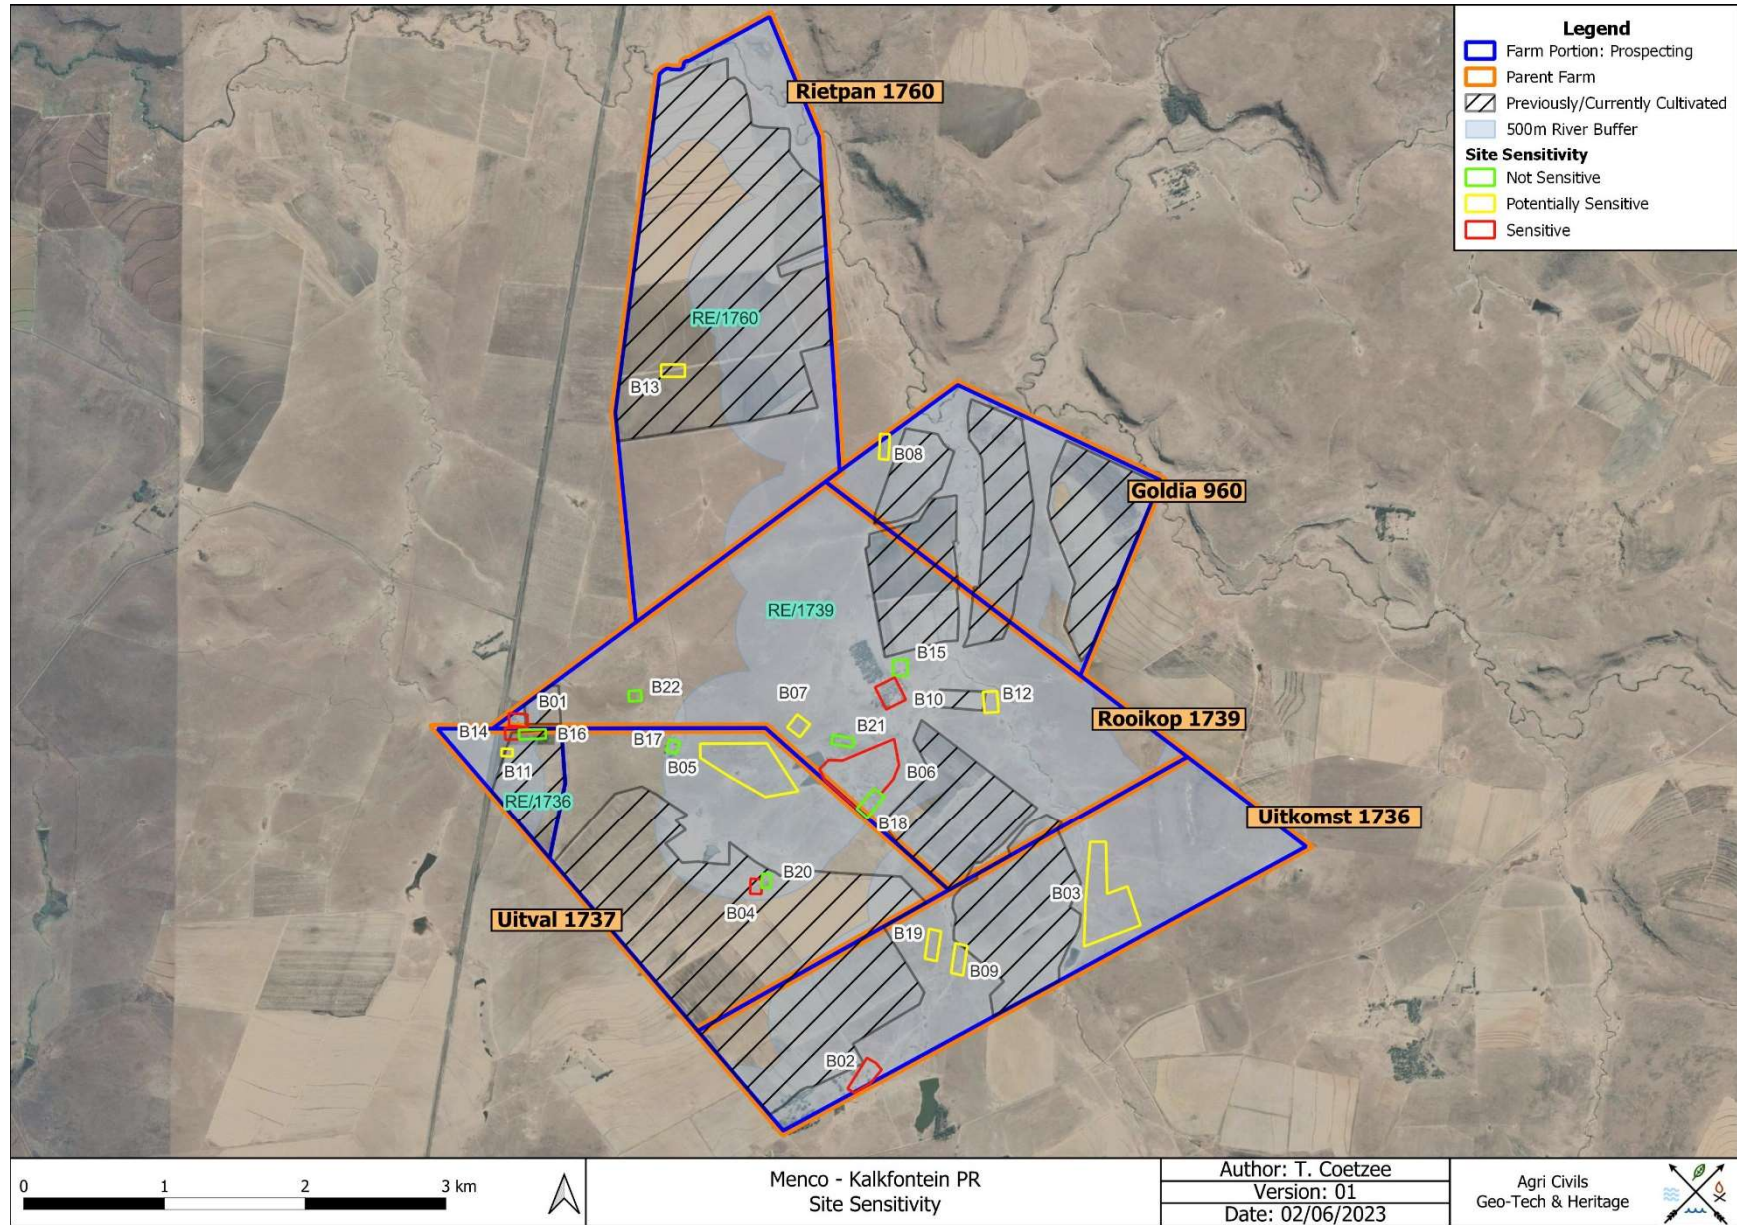 Legend
Farm Portion: Prospecting
Parent Farm
Previously/Currently Cultivated
500m River Buffer
Site Sensitivity
Not Sensitive
Potentially Sensitive
Sensitive
Rietpan 1760
RE/1760
B13
B08
Goldia 960
RE/1739
B15
B22
B07
B10
B12
B01
Rooikop 1739
B14
B16
B17
B21
B11
B05
B06
RE/1736
B18
Uitkomst 1736
B20
B03
B04
Uitval 1737
B19
B09
B02
0 1 2 3 km
Menco - Kalkfontein PR
Site Sensitivity
Author: T. Coetzee
Version: 01
Date: 02/06/2023
Agri Civils
Geo-Tech & Heritage